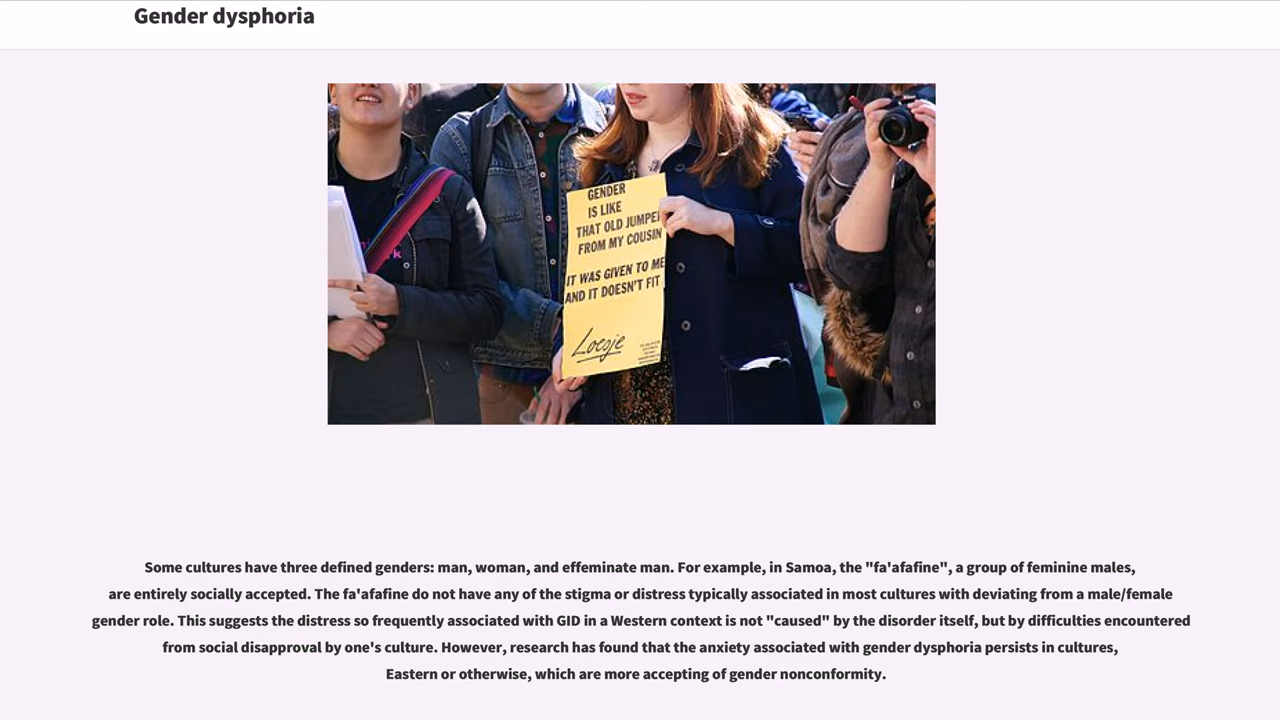 Gender dysphoria
GENDER
IS LIKE
THAT OLD JUMPER
FROM MY COUSIN
IT WAS GIVEN TO ME
AND IT DOESN'T FIT
Loesje
Some cultures have three defined genders: man, woman, and effeminate man. For example, in Samoa, the "fa'afafine", a group of feminine males,
are entirely socially accepted. The fa'afafine do not have any of the stigma or distress typically associated in most cultures with deviating from a male/female
gender role. This suggests the distress so frequently associated with GID in a Western context is not "caused" by the disorder itself, but by difficulties encountered
from social disapproval by one's culture. However, research has found that the anxiety associated with gender dysphoria persists in cultures,
Eastern or otherwise, which are more accepting of gender nonconformity.